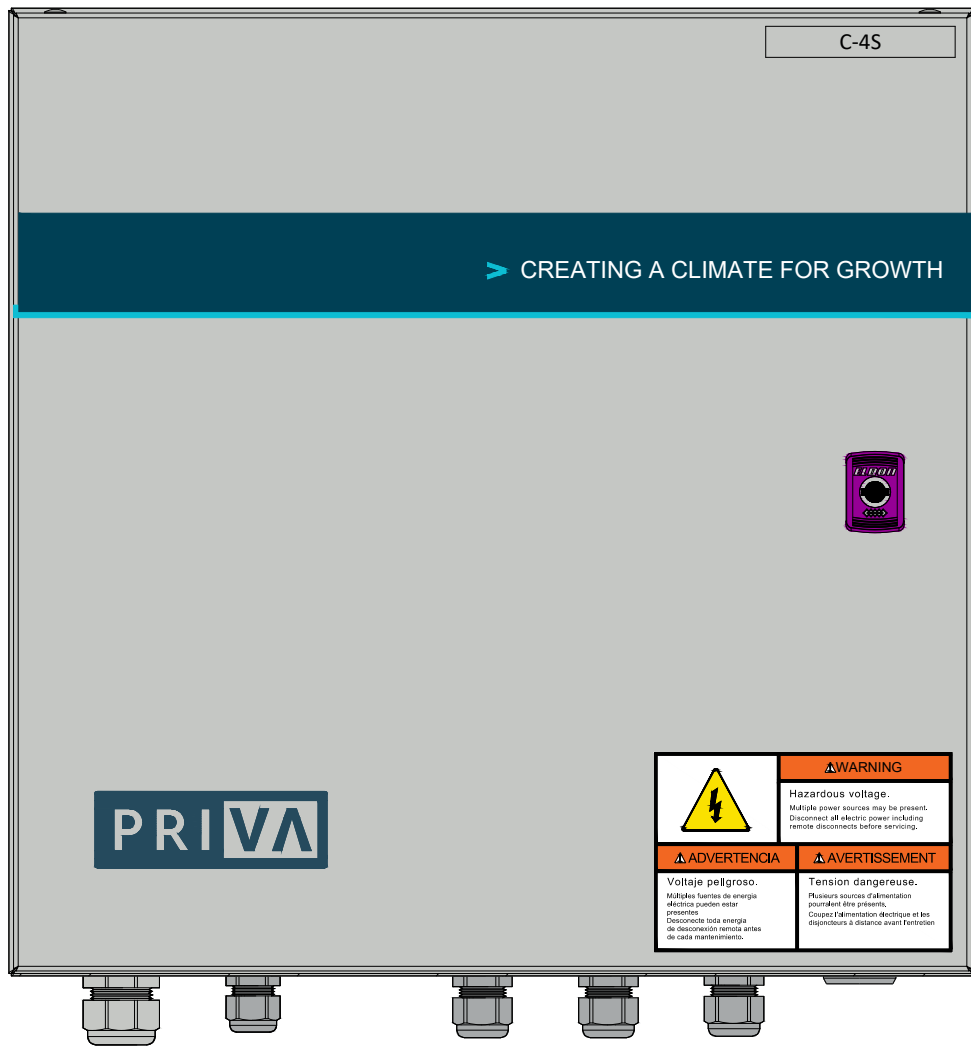 C-4S
> CREATING A CLIMATE FOR GROWTH
PRIVA
WARNING
Hazardous voltage.
Multiple power sources may be present.
Disconnect all electric power including
remote disconnects before servicing.
ADVERTENCIA
Voltaje peligroso.
Múltiples fuentes de energia
eléctrica pueden estar
presentes
Desconecte toda energia
de desconexión remota antes
de cada mantenimiento.
AVERTISSEMENT
Tension dangereuse.
Plusieurs sources d'alimentation
pourraient être présents.
Coupez l'alimentation électrique et les
disjoncteurs à distance avant l'entretien